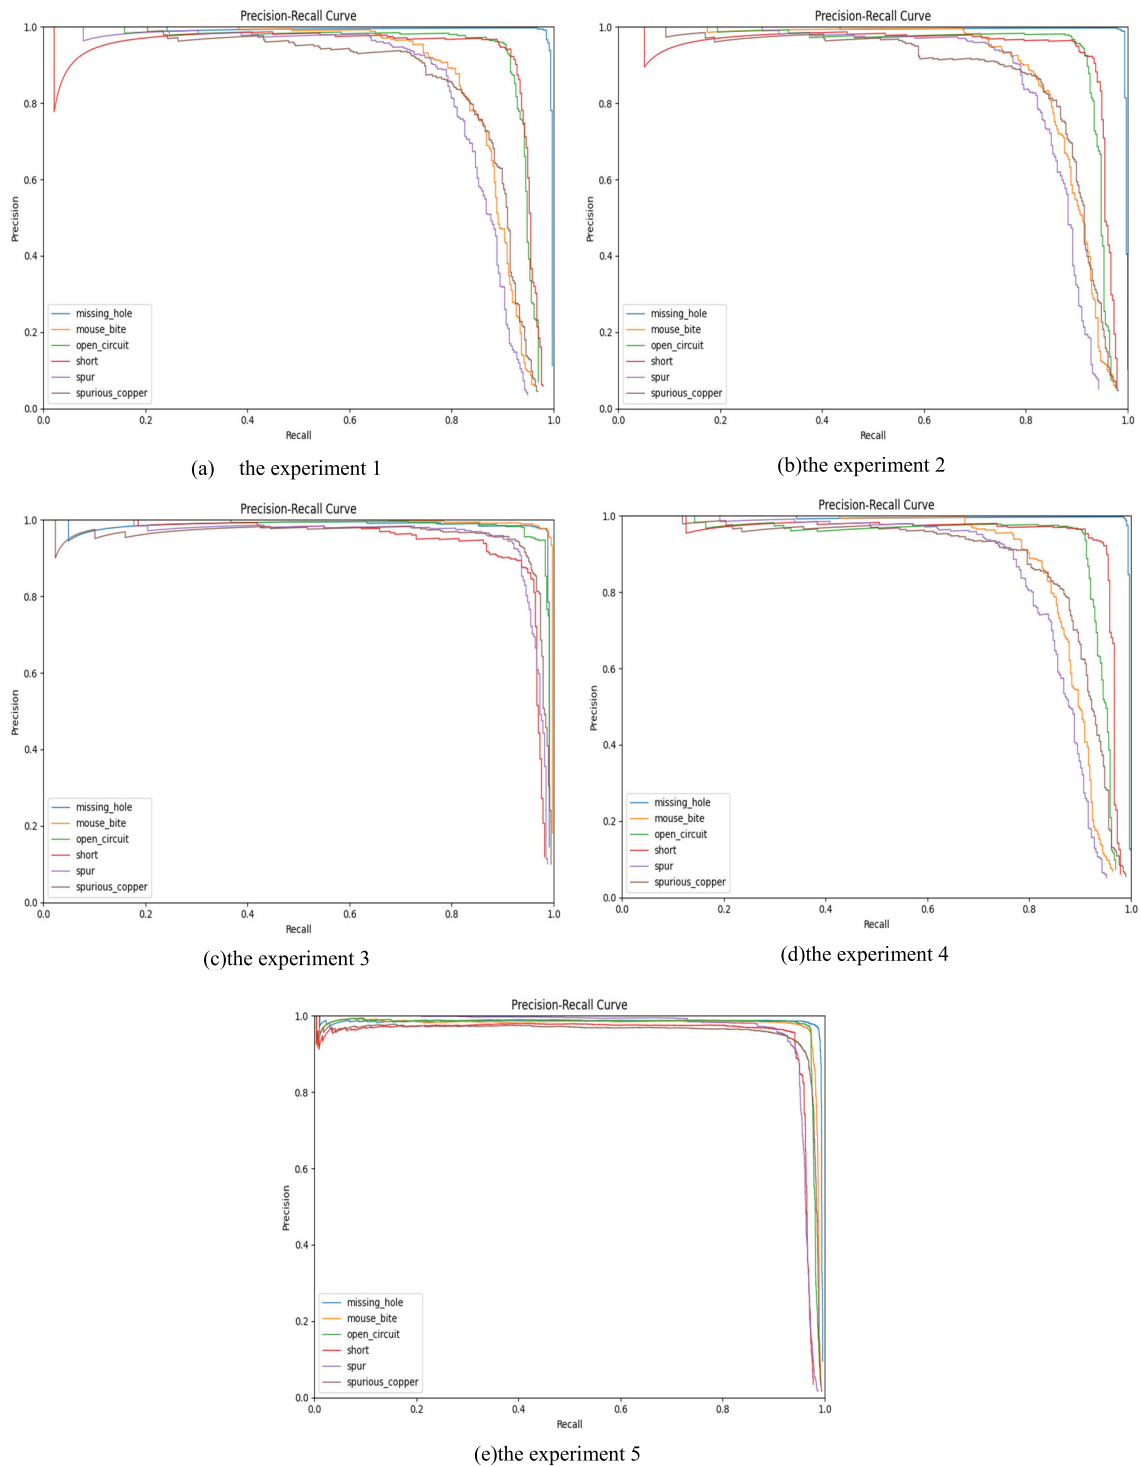 Precision-Recall Curve
1.0
0.8
0.6
0.4
0.2
0.0
Precision
missing_hole
mouse_bite
open_circuit
short
spur
spurious_copper
0.0 0.2 0.4 0.6 0.8 1.0
Recall
(a) the experiment 1
Precision-Recall Curve
1.0
0.8
0.6
0.4
0.2
0.0
Precision
missing_hole
mouse_bite
open_circuit
short
spur
spurious_copper
0.0 0.2 0.4 0.6 0.8 1.0
Recall
(b)the experiment 2
Precision-Recall Curve
1.0
0.8
0.6
0.4
0.2
0.0
Precision
missing_hole
mouse_bite
open_circuit
short
spur
spurious_copper
0.0 0.2 0.4 0.6 0.8 1.0
Recall
(c)the experiment 3
Precision-Recall Curve
1.0
0.8
0.6
0.4
0.2
0.0
Precision
missing_hole
mouse_bite
open_circuit
short
spur
spurious_copper
0.0 0.2 0.4 0.6 0.8 1.0
Recall
(d)the experiment 4
Precision-Recall Curve
1.0
0.8
0.6
0.4
0.2
0.0
Precision
missing_hole
mouse_bite
open_circuit
short
spur
spurious_copper
0.0 0.2 0.4 0.6 0.8 1.0
Recall
(e)the experiment 5